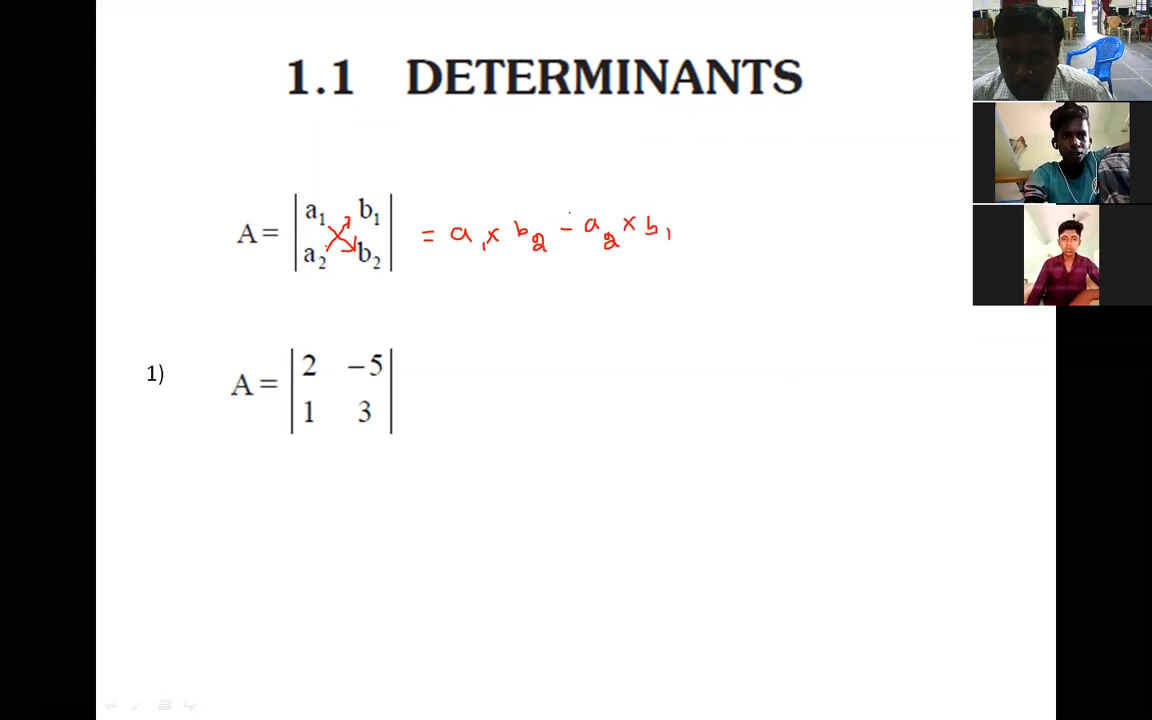 1.1 DETERMINANTS
A = | a₁ b₁ |
| a₂ b₂ | = a₁ × b₂ - a₂ × b₁
1) A = | 2 −5 |
| 1 3 |